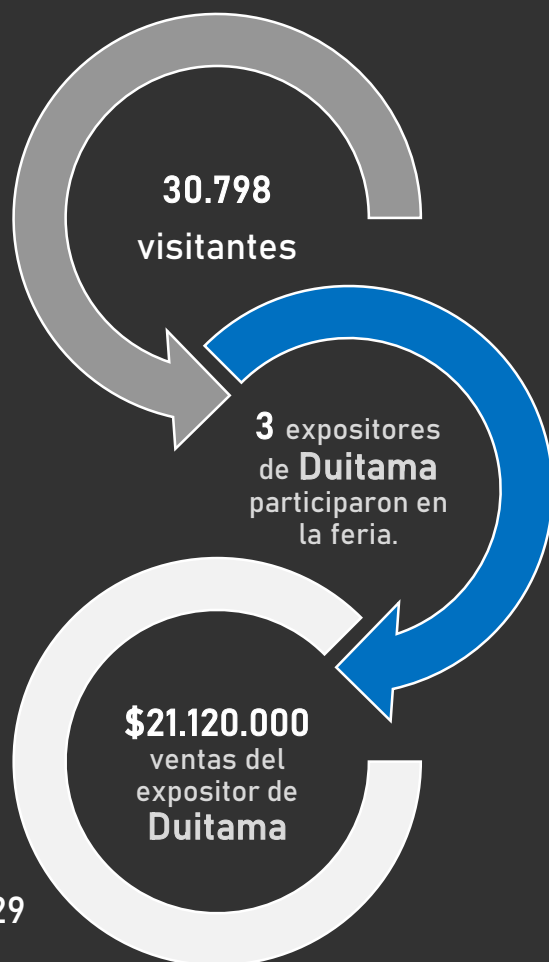 30.798
visitantes
3 expositores
de Duitama
participaron en
la feria.
$21.120.000
ventas del
expositor de
Duitama
29